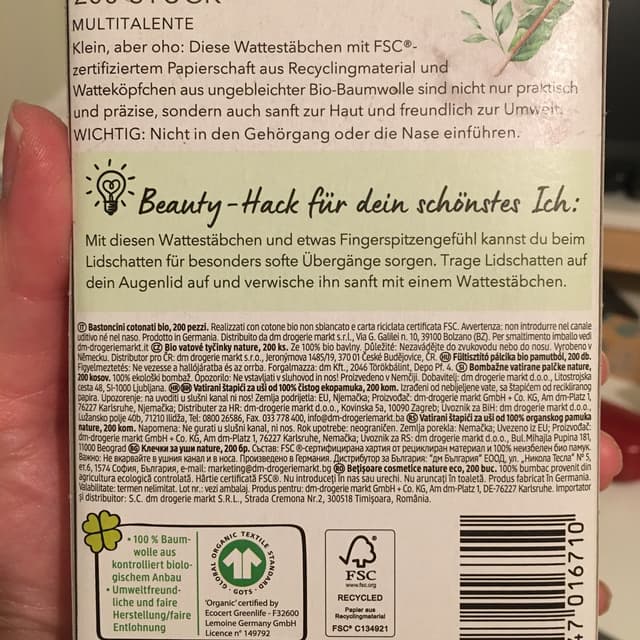 200 STÜCK
MULTITALENTE
Klein, aber oho: Diese Wattestäbchen mit FSC®-
zertifiziertem Papierschaft aus Recyclingmaterial und
Watteköpfchen aus ungebleichter Bio-Baumwolle sind nicht nur praktisch
und präzise, sondern auch sanft zur Haut und freundlich zur Umwelt.
WICHTIG: Nicht in den Gehörgang oder die Nase einführen.
Beauty-Hack für dein schönstes Ich:
Mit diesen Wattestäbchen und etwas Fingerspitzengefühl kannst du beim
Lidschatten für besonders softe Übergänge sorgen. Trage Lidschatten auf
dein Augenlid auf und verwische ihn sanft mit einem Wattestäbchen.
IT Bastoncini cotonati bio, 200 pezzi. Realizzati con cotone bio non sbiancato e carta riciclata certificata FSC. Avvertenza: non introdurre nel canale
uditivo né nel naso. Prodotto in Germania. Distribuito da dm drogerie markt s.r.l., Via G. Galilei n. 10, 39100 Bolzano (BZ). Per smaltimento imballo vedi
dm-drogeriemarkt.it CZ Bio vatové tyčinky nature, 200 ks. Ze 100% bio bavlny. Důležité: Nezavádějte do zvukovodu nebo do nosu. Vyrobeno v
Německu. Distributor pro ČR: dm drogerie markt s.r.o., Jeronýmova 1485/19, 370 01 České Budějovice, ČR. HU Fültisztító pálcika bio pamutból, 200 db.
Figyelmeztetés: Ne vezesse a hallójáratba és az orrba. Forgalmazza: dm Kft., 2046 Törökbálint, Depo Pf. 4. SI Bombažne vatirane palčke nature,
200 kosov. 100% ekološki bombaž. Opozorilo: Ne vstavljati v sluhovod in nos! Proizvedeno v Nemčiji. Dobavitelj: dm drogerie markt d.o.o., Litostrojska
cesta 48, SI-1000 Ljubljana. HR BA Vatirani štapići za uši od 100% čistog ekopamuka, 200 kom. Izrađeni od nebijeljene vate, sa štapićem od recikliranog
papira. Upozorenje: na uvoditi u slušni kanal ni nos! Zemlja podrijetla: EU, Njemačka; Proizvođač: dm-drogerie markt GmbH + Co. KG, Am dm-Platz 1,
76227 Karlsruhe, Njemačka; Distributer za HR: dm-drogerie markt d.o.o., Kovinska 5a, 10090 Zagreb; Uvoznik za BiH: dm drogerie markt d.o.o.,
Lužansko polje 40b, 71210 Ilidža, Tel: 0800 26586, Fax. 033 778 400, info@dm-drogeriemarkt.ba RS Vatirani štapići za uši od 100% organskog pamuka
nature, 200 kom. Napomena: Ne gurati u slušni kanal, ni nos. Rok upotrebe: neograničen. Zemlja porekla: Nemačka; Uvezeno iz EU; Proizvođač:
dm-drogerie markt GmbH + Co. KG, Am dm-Platz 1, 76227 Karlsruhe, Nemačka; Uvoznik za RS: dm drogerie markt d.o.o., Bul.Mihajla Pupina 181,
11000 Beograd BG Клечки за уши nature, 200 бр. Състав: FSC ®-сертифицирана хартия от рециклиран материал и 100% неизбелен био памук.
Важно: Не вкарвайте в ушния канал и в носа. Произведено в Германия. Дистрибутор за България: "дм България" ЕООД, ул. „Никола Тесла" № 5,
ет.6, 1574 София, България, e-mail: marketing@dm-drogeriemarkt.bg RO Bețișoare cosmetice nature eco, 200 buc. 100% bumbac provenit din
agricultura ecologică controlată. Hârtie certificată FSC®. Nu introduceți în nas sau urechi. Nu aruncați în toaletă. Produs fabricat în Germania.
Valabilitate: termen nelimitat. Lot nr.: vezi ambalaj. Produs pentru: dm-drogerie markt GmbH + Co. KG, Am dm-Platz 1, DE-76227 Karlsruhe. Importator
și distribuitor: S.C. dm drogerie markt S.R.L., Strada Cremona Nr.2, 300518 Timișoara, România.
• 100 % Baum-
wolle aus
kontrolliert biolo-
gischem Anbau
• Umweltfreund-
liche und faire
Herstellung/faire
Entlohnung
GLOBAL ORGANIC TEXTILE STANDARD
· GOTS ·
'Organic' certified by
Ecocert Greenlife - F32600
Lemoine Germany GmbH
Licence n° 149792
FSC
www.fsc.org
RECYCLED
Papier aus
Recyclingmaterial
FSC® C134921
47016710